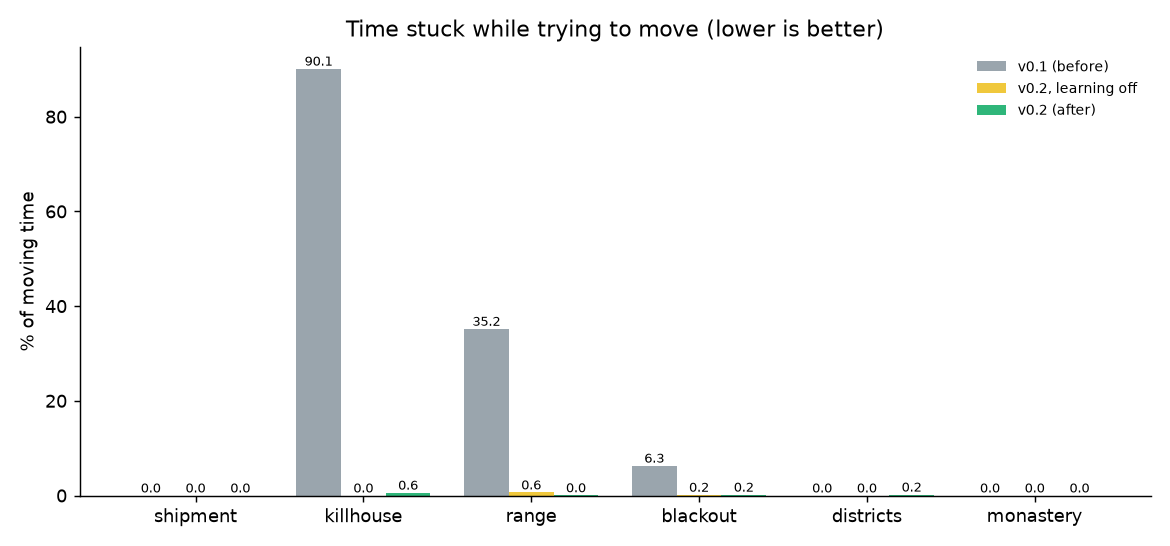 Time stuck while trying to move (lower is better)
v0.1 (before)
v0.2, learning off
v0.2 (after)
% of moving time
80
60
40
20
0
90.1
35.2
6.3
0.0 0.0 0.0
0.0 0.6
0.6 0.0
0.2 0.2
0.0 0.0 0.2
0.0 0.0 0.0
shipment killhouse range blackout districts monastery